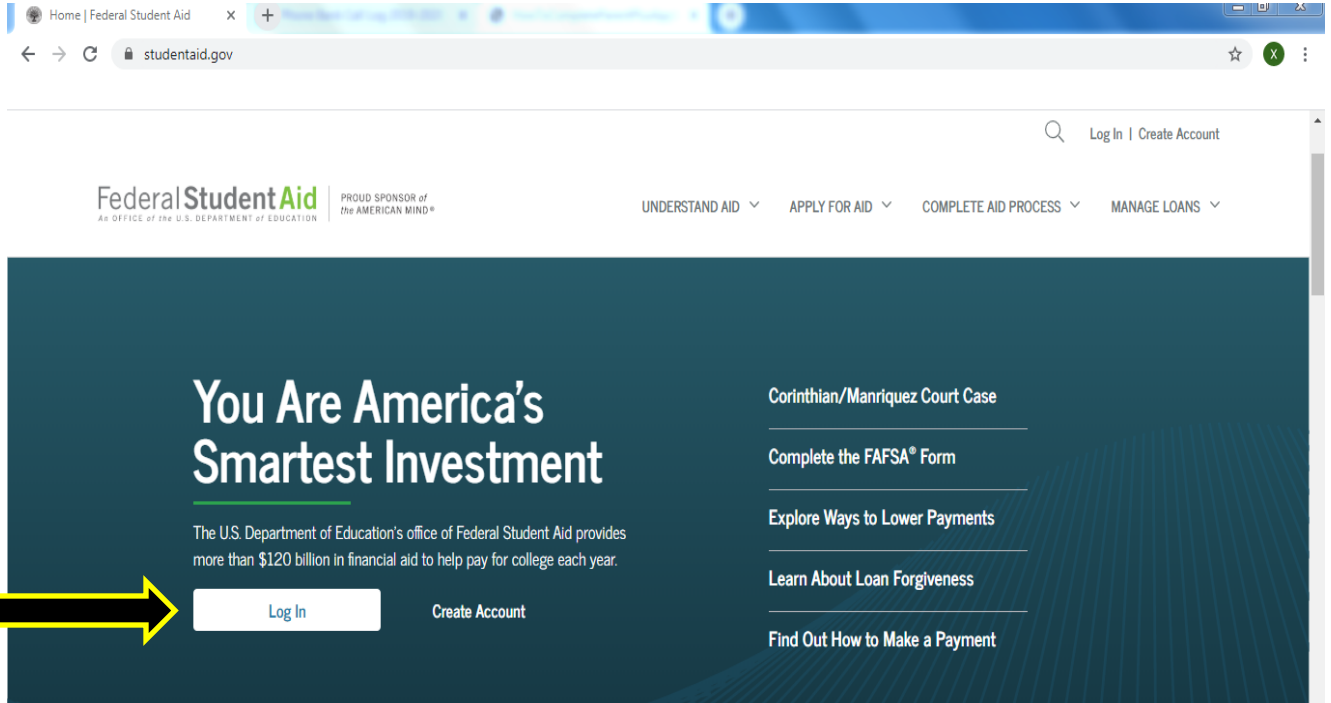 Home | Federal Student Aid
studentaid.gov
X
Log In | Create Account
Federal Student Aid
An OFFICE of the U.S. DEPARTMENT of EDUCATION
PROUD SPONSOR of
the AMERICAN MIND®
UNDERSTAND AID
APPLY FOR AID
COMPLETE AID PROCESS
MANAGE LOANS
You Are America's
Smartest Investment
The U.S. Department of Education's office of Federal Student Aid provides
more than $120 billion in financial aid to help pay for college each year.
Log In
Create Account
Corinthian/Manriquez Court Case
Complete the FAFSA® Form
Explore Ways to Lower Payments
Learn About Loan Forgiveness
Find Out How to Make a Payment